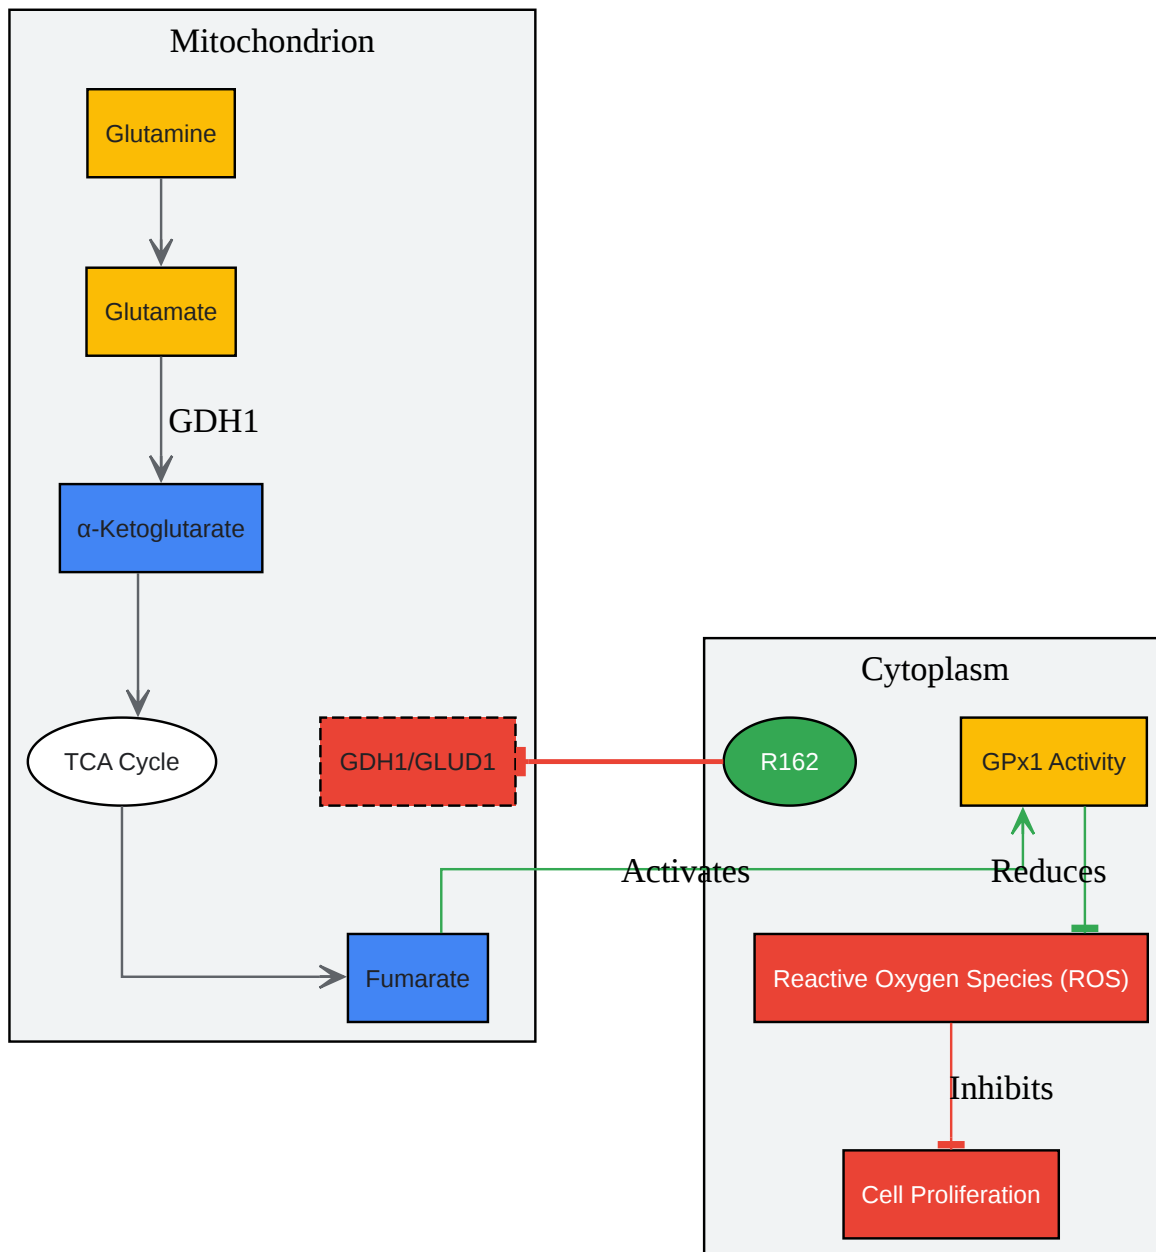 Mitochondrion
Glutamine
Glutamate
GDH1
α-Ketoglutarate
TCA Cycle
GDH1/GLUD1
Fumarate
Activates
Cytoplasm
R162
GPx1 Activity
Reduces
Reactive Oxygen Species (ROS)
Inhibits
Cell Proliferation